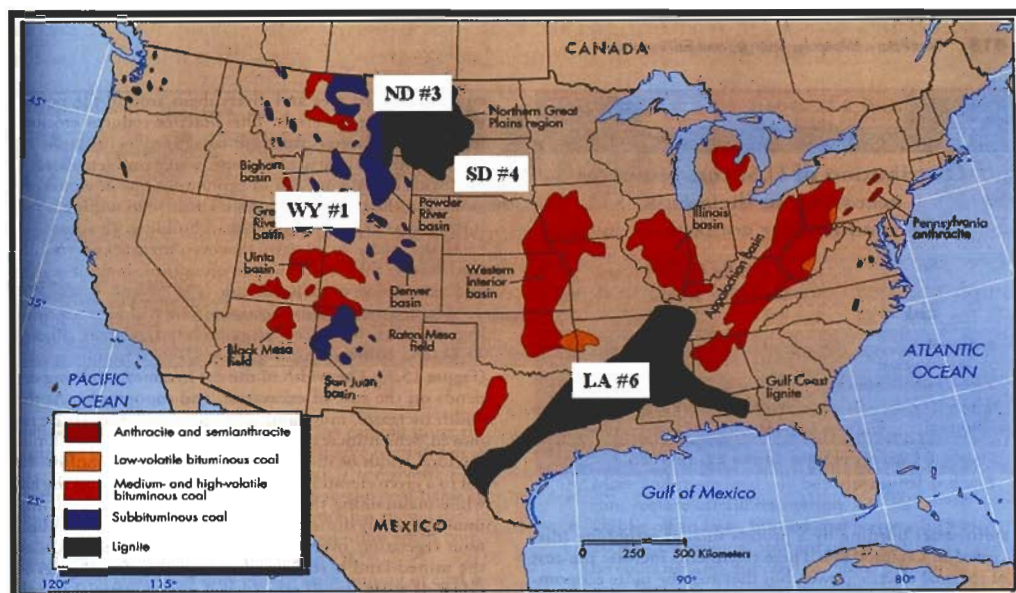 CANADA
ND #3
Northern Great
Plains region
45°
Bighorn
basin
SD #4
WY #1
Powder
River
basin
Green
River
basin
Illinois
basin
Pennsylvania
anthracite
Uinta
basin
Western
Interior
basin
Appalachian Basin
Denver
basin
35°
Black Mesa
field
Raton Mesa
field
San Juan
basin
ATLANTIC
OCEAN
PACIFIC
OCEAN
LA #6
Gulf Coast
lignite
Anthracite and semianthracite
Low-volatile bituminous coal
Medium- and high-volatile
bituminous coal
Subbituminous coal
Lignite
Gulf of Mexico
MEXICO
25°
0 250 500 Kilometers
120°
115°
90°
80°